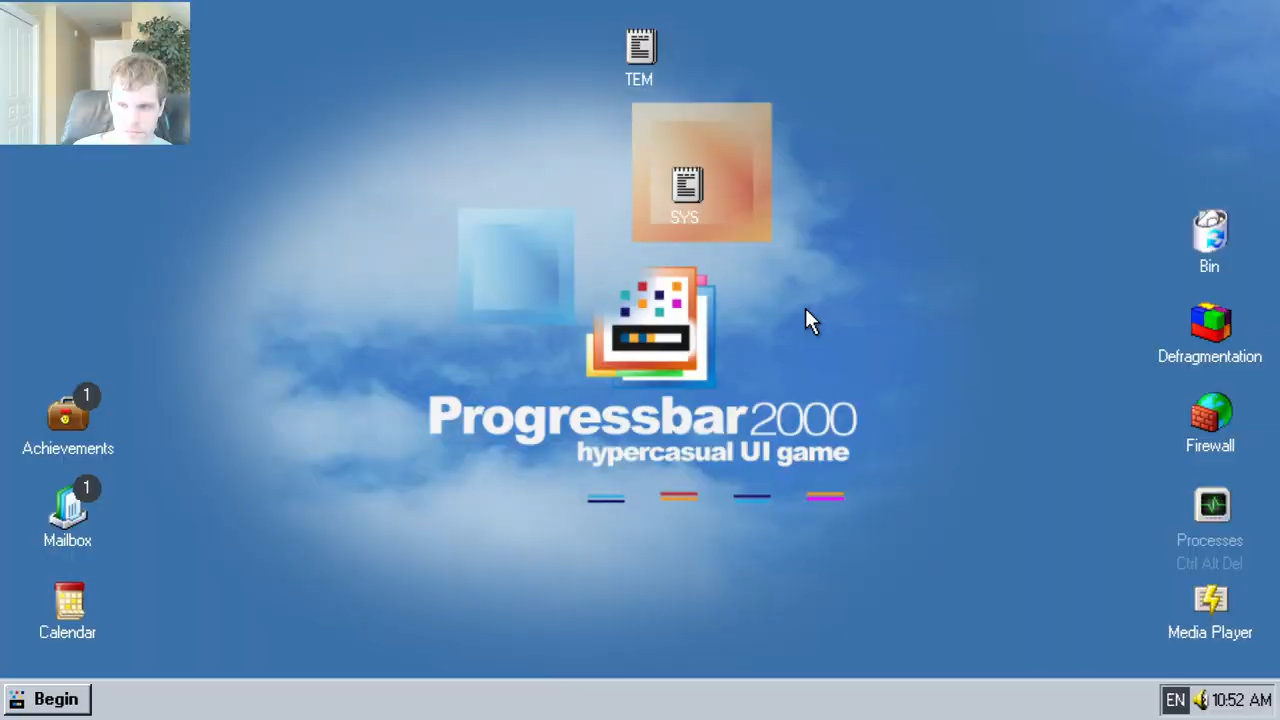 TEM
SYS
Bin
Defragmentation
1
Achievements
Progressbar2000
hypercasual UI game
Firewall
1
Mailbox
Processes
Ctrl Alt Del
Calendar
Media Player
Begin
EN 10:52 AM